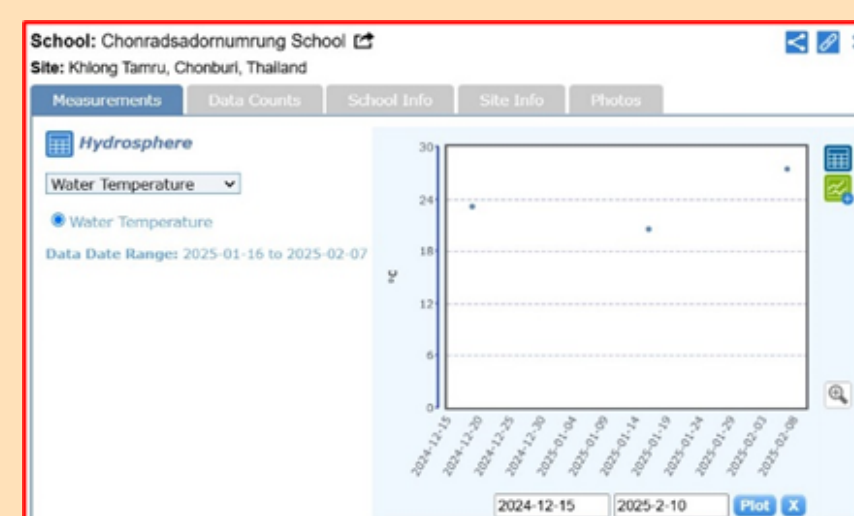 School: Chonradsadornumrung School
Site: Khlong Tamru, Chonburi, Thailand
Measurements
Data Counts
School Info
Site Info
Photos
Hydrosphere
Water Temperature
Water Temperature
Data Date Range: 2025-01-16 to 2025-02-07
30
24
18
12
6
0
°C
2024-12-15
2024-12-20
2024-12-25
2024-12-30
2025-01-04
2025-01-09
2025-01-14
2025-01-19
2025-01-24
2025-01-29
2025-02-03
2025-02-08
2024-12-15
2025-2-10
Plot
X